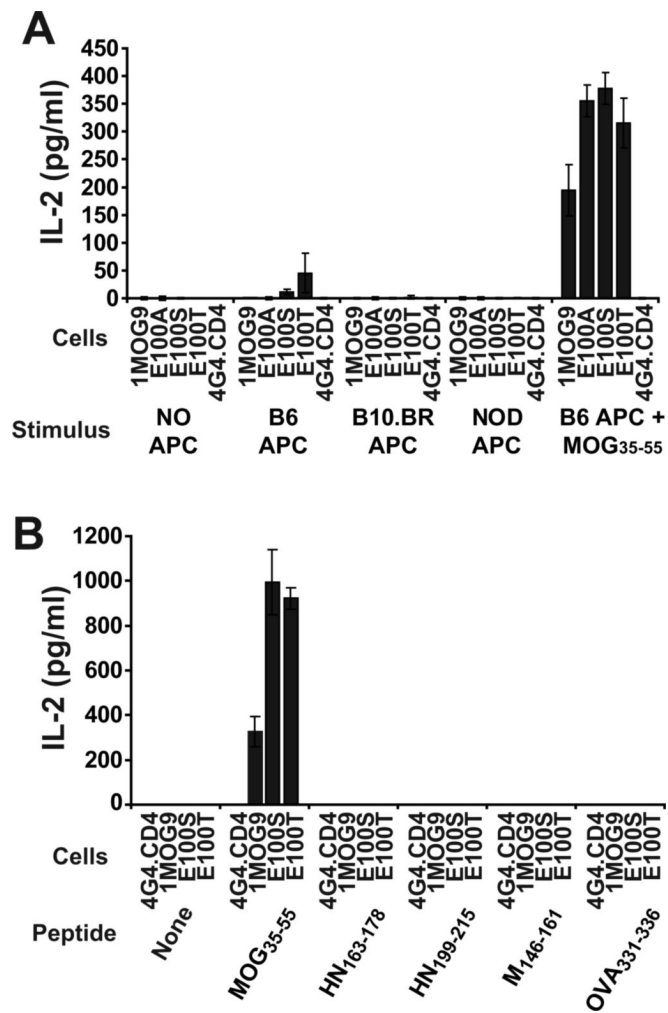 A
IL-2 (pg/ml)
450
400
350
300
250
200
150
100
50
0
Cells
1MOG9 E100A E100S E100T 4G4.CD4 1MOG9 E100A E100S E100T 4G4.CD4 1MOG9 E100A E100S E100T 4G4.CD4 1MOG9 E100A E100S E100T 4G4.CD4 1MOG9 E100A E100S E100T 4G4.CD4
Stimulus
NO APC
B6 APC
B10.BR APC
NOD APC
B6 APC +
MOG35-55
B
IL-2 (pg/ml)
1200
1000
800
600
400
200
0
Cells
4G4.CD4 1MOG9 E100S E100T 4G4.CD4 1MOG9 E100S E100T 4G4.CD4 1MOG9 E100S E100T 4G4.CD4 1MOG9 E100S E100T 4G4.CD4 1MOG9 E100S E100T 4G4.CD4 1MOG9 E100S E100T
Peptide
None
MOG35-55
HN163-178
HN199-215
M146-161
OVA331-336